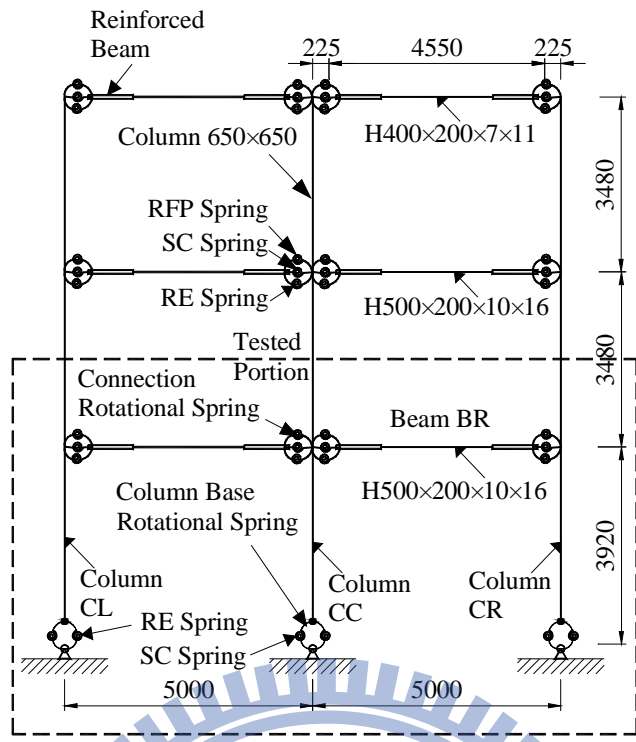 Reinforced
Beam
225
4550
225
Column 650×650
H400×200×7×11
3480
RFP Spring
SC Spring
RE Spring
H500×200×10×16
3480
Tested
Portion
Connection
Rotational Spring
Beam BR
H500×200×10×16
Column Base
Rotational Spring
3920
Column
CL
Column
CC
Column
CR
RE Spring
SC Spring
5000
5000